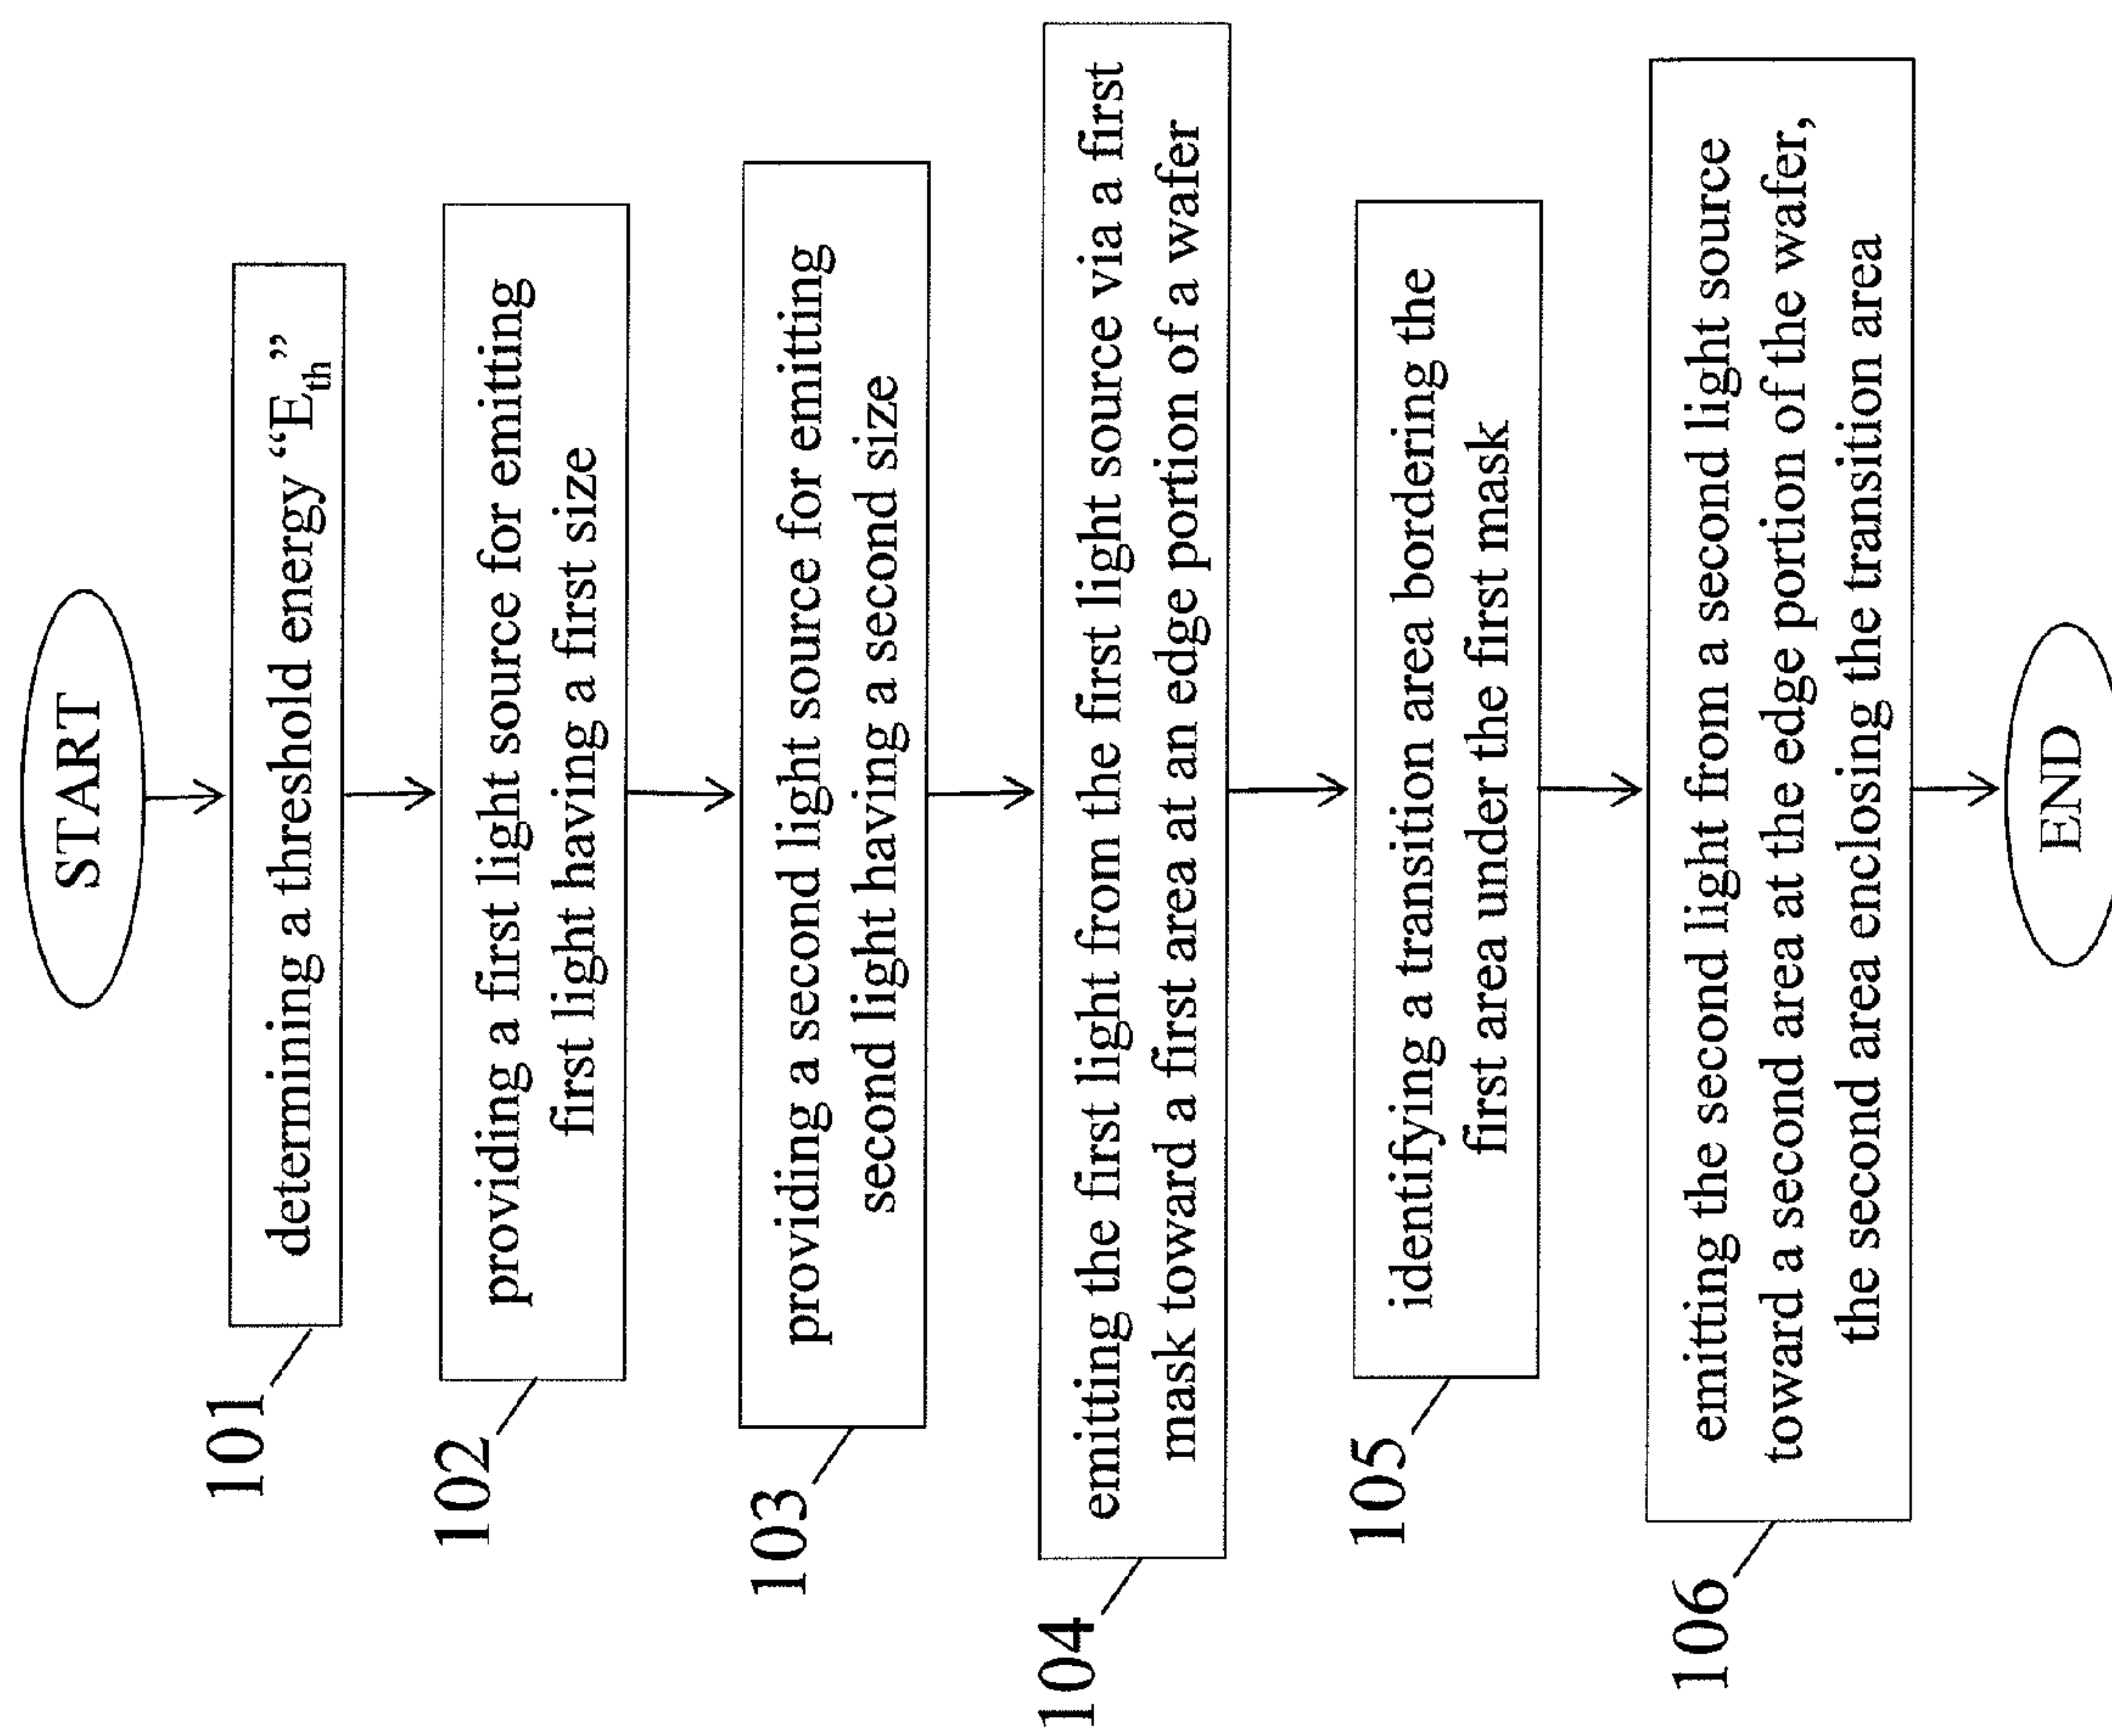 START
101
determining a threshold energy “Eth”
102
providing a first light source for emitting
first light having a first size
103
providing a second light source for emitting
second light having a second size
104
emitting the first light from the first light source via a first
mask toward a first area at an edge portion of a wafer
105
identifying a transition area bordering the
first area under the first mask
106
emitting the second light from a second light source
toward a second area at the edge portion of the wafer,
the second area enclosing the transition area
END